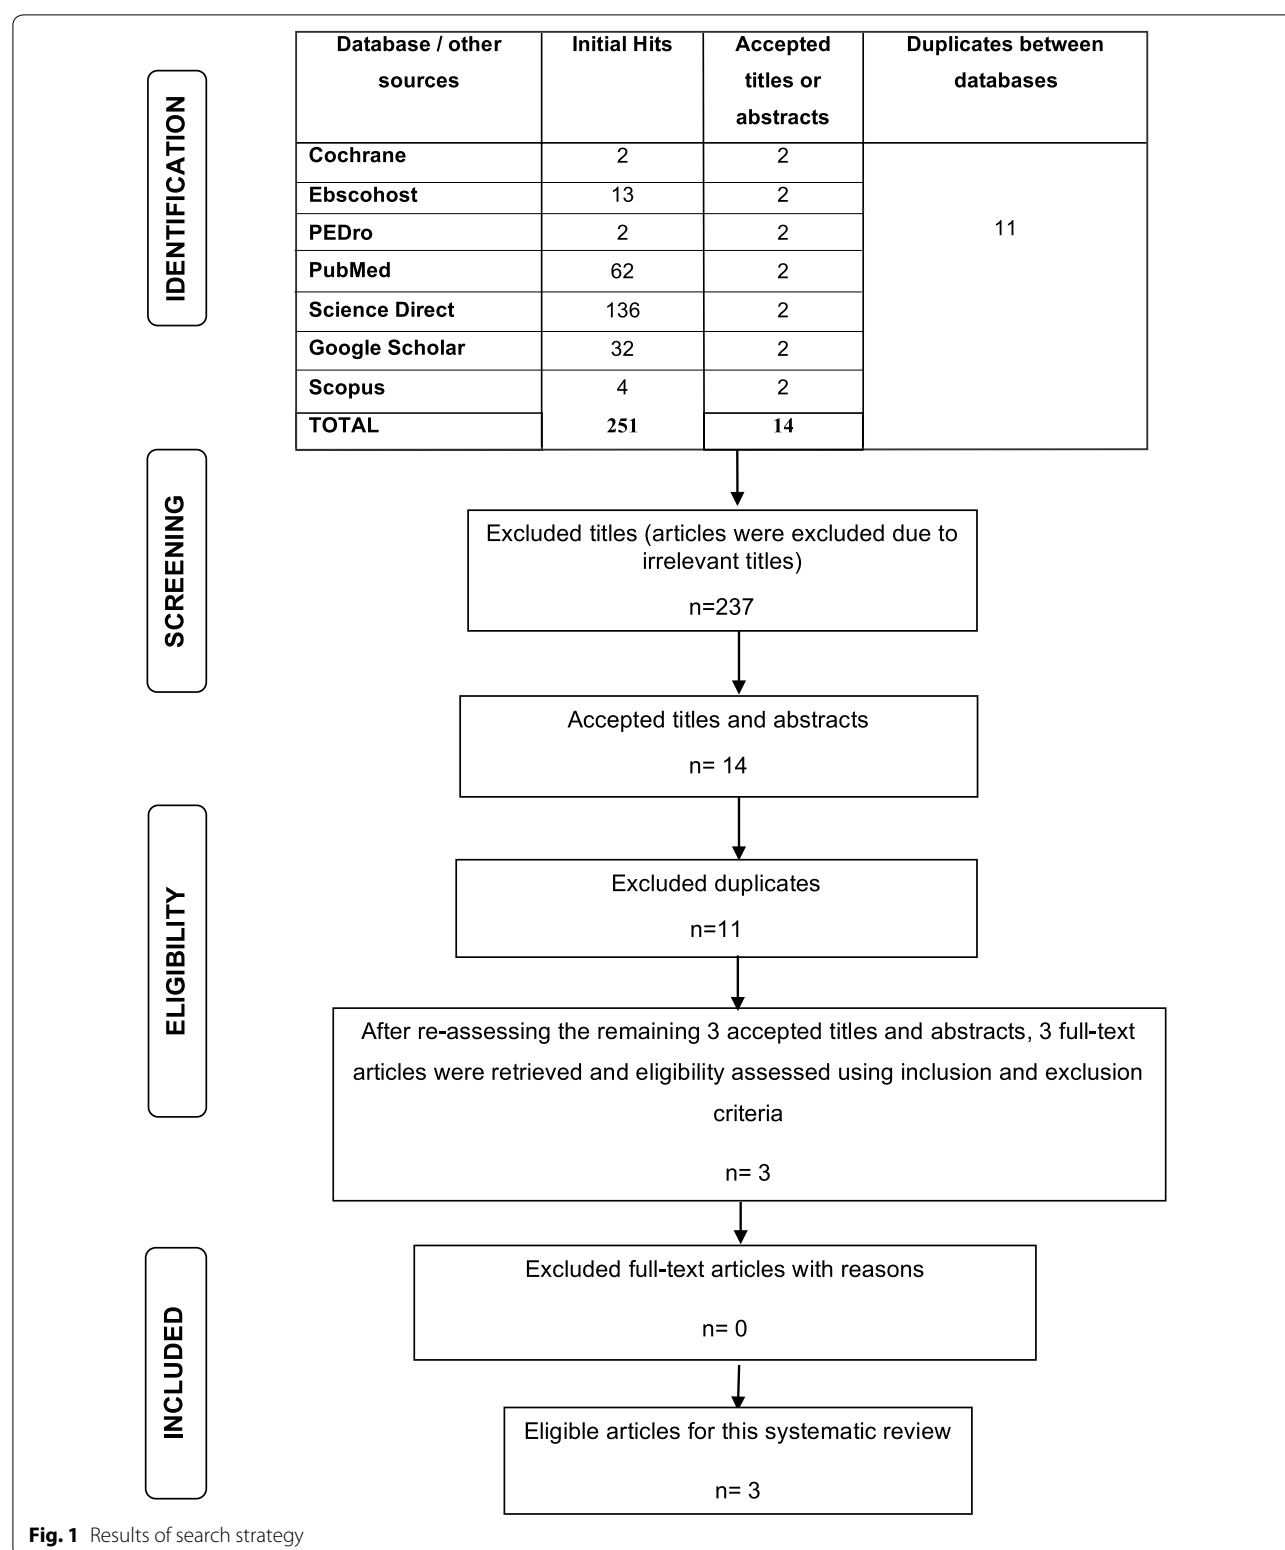 IDENTIFICATION
Database / other sources Initial Hits Accepted titles or abstracts Duplicates between databases
Cochrane 2 2
Ebscohost 13 2
PEDro 2 2 11
PubMed 62 2
Science Direct 136 2
Google Scholar 32 2
Scopus 4 2
TOTAL 251 14
SCREENING
Excluded titles (articles were excluded due to
irrelevant titles)
n=237
Accepted titles and abstracts
n= 14
ELIGIBILITY
Excluded duplicates
n=11
After re-assessing the remaining 3 accepted titles and abstracts, 3 full-text
articles were retrieved and eligibility assessed using inclusion and exclusion
criteria
n= 3
INCLUDED
Excluded full-text articles with reasons
n= 0
Eligible articles for this systematic review
n= 3
Fig. 1 Results of search strategy